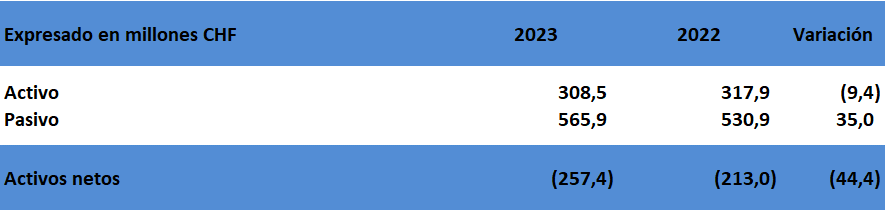 Expresado en millones CHF 2023 2022 Variación
Activo 308,5 317,9 (9,4)
Pasivo 565,9 530,9 35,0
Activos netos (257,4) (213,0) (44,4)